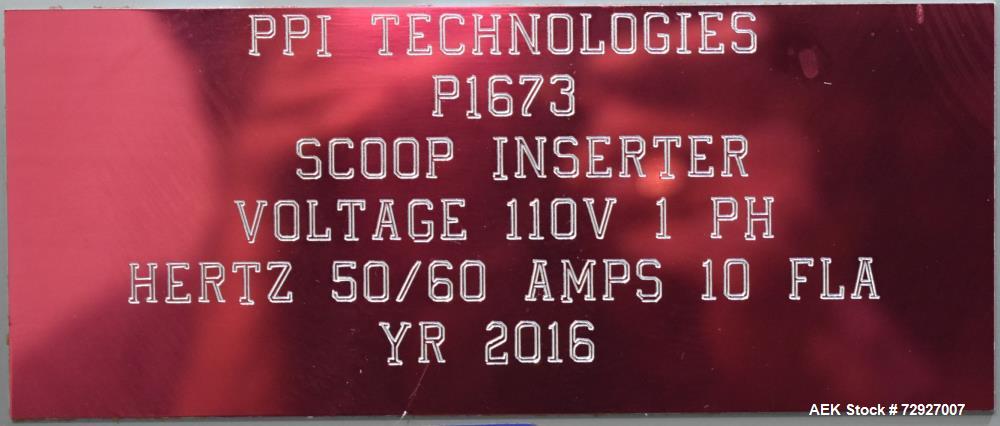 PPI TECHNOLOGIES
P1673
SCOOP INSERTER
VOLTAGE 110V 1 PH
HERTZ 50/60 AMPS 10 FLA
YR 2016
AEK Stock # 72927007